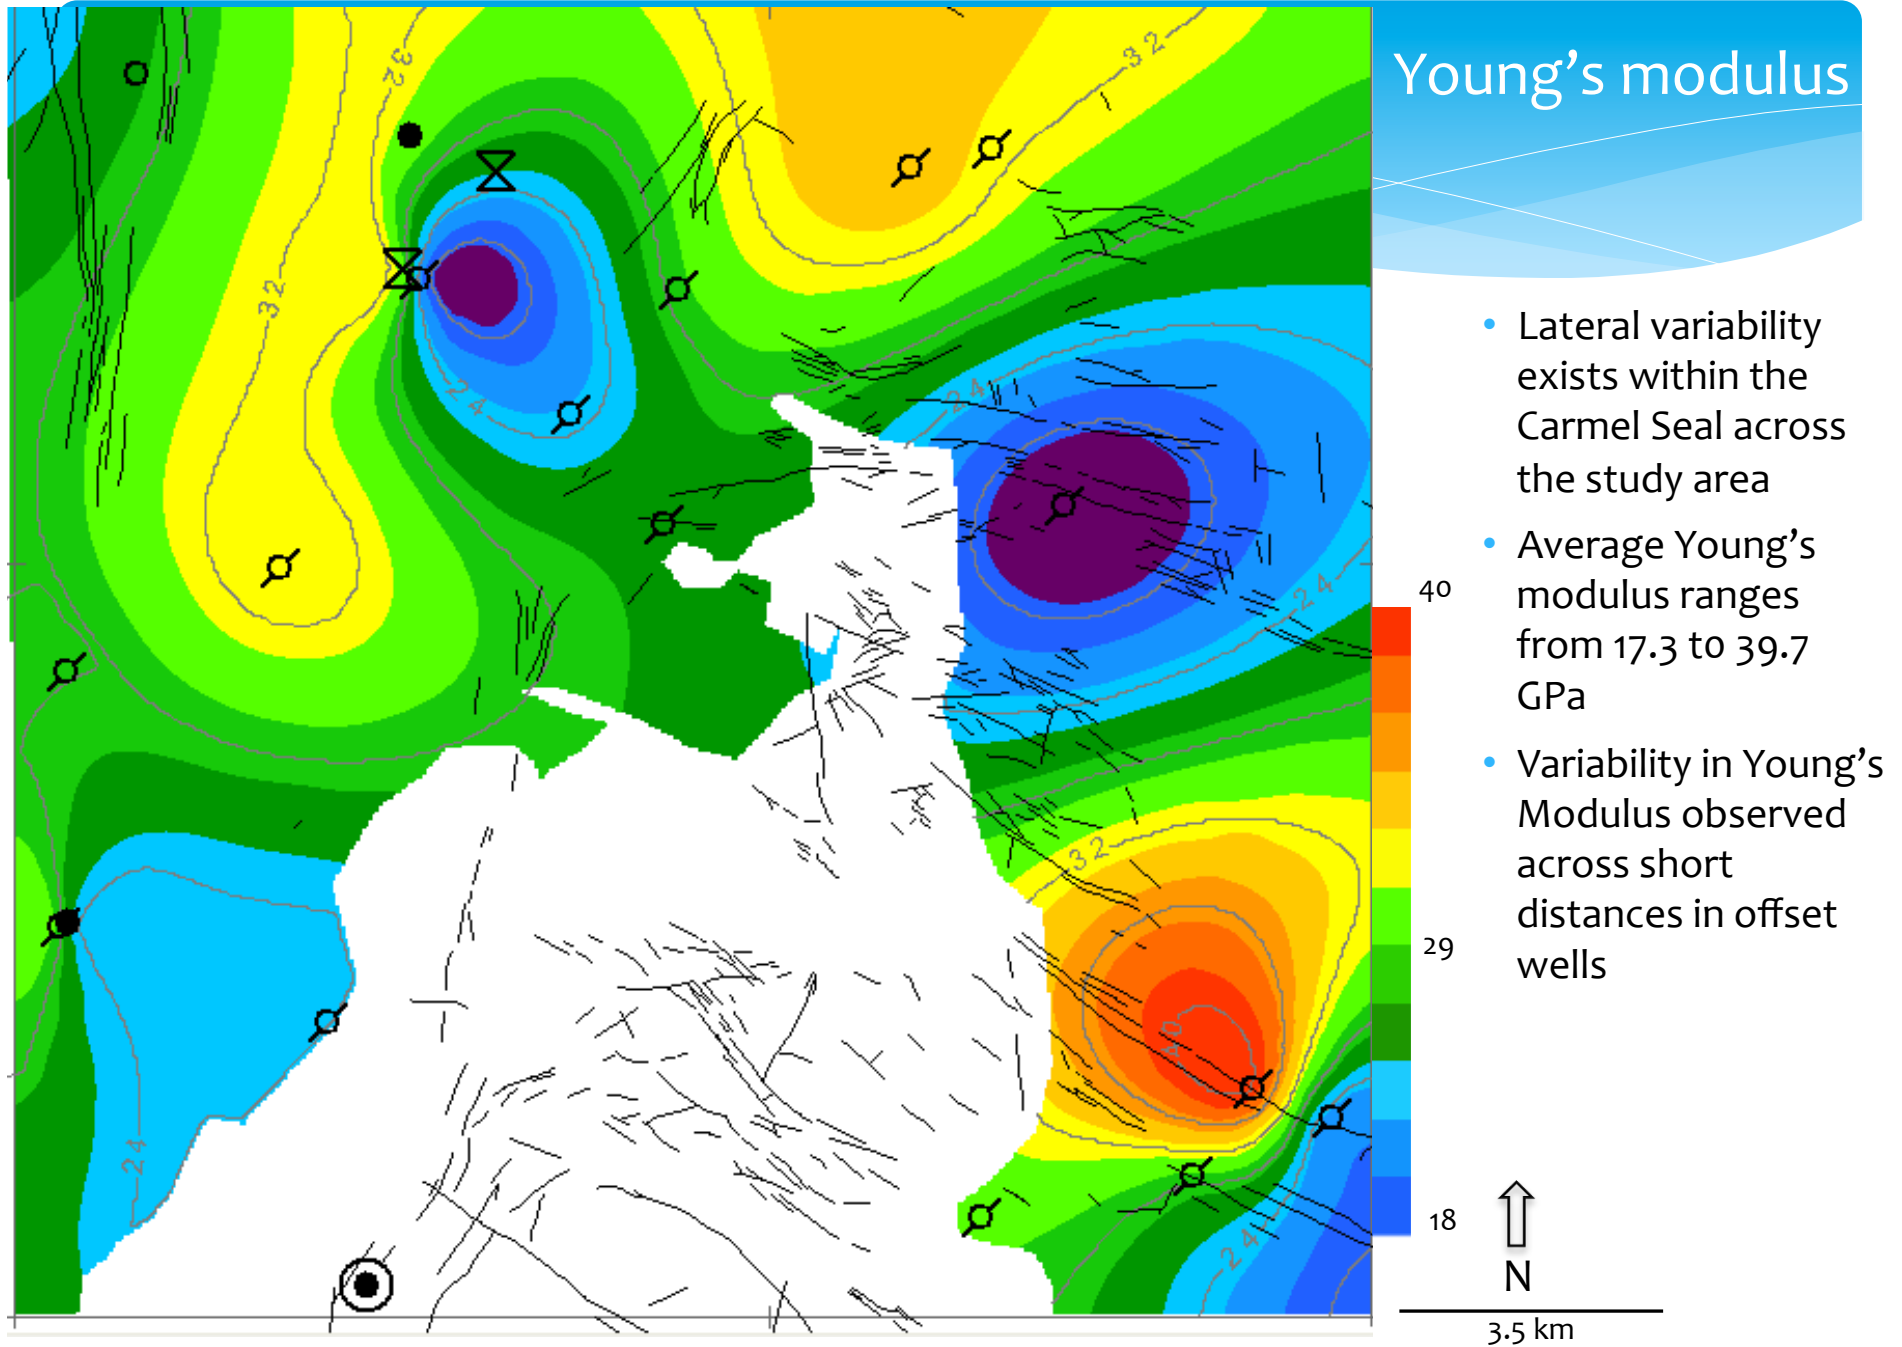 Young's modulus
• Lateral variability
exists within the
Carmel Seal across
the study area
• Average Young's
modulus ranges
from 17.3 to 39.7
GPa
• Variability in Young's
Modulus observed
across short
distances in offset
wells
32
32
32
24
24
24
32
40
24
24
40
29
18
N
3.5 km